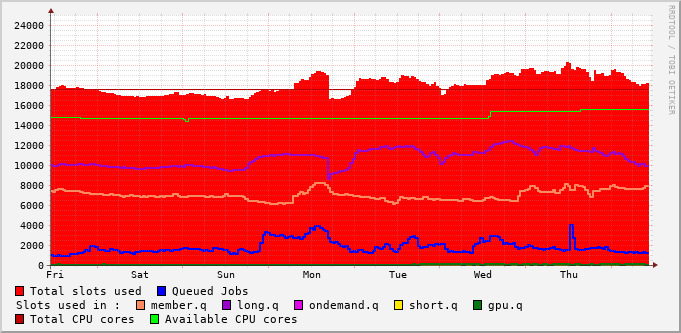 24000
22000
20000
18000
16000
14000
12000
10000
8000
6000
4000
2000
0
Fri Sat Sun Mon Tue Wed Thu
RRDTOOL / TOBI OETIKER
Total slots used Queued Jobs
Slots used in : member.q long.q ondemand.q short.q gpu.q
Total CPU cores Available CPU cores